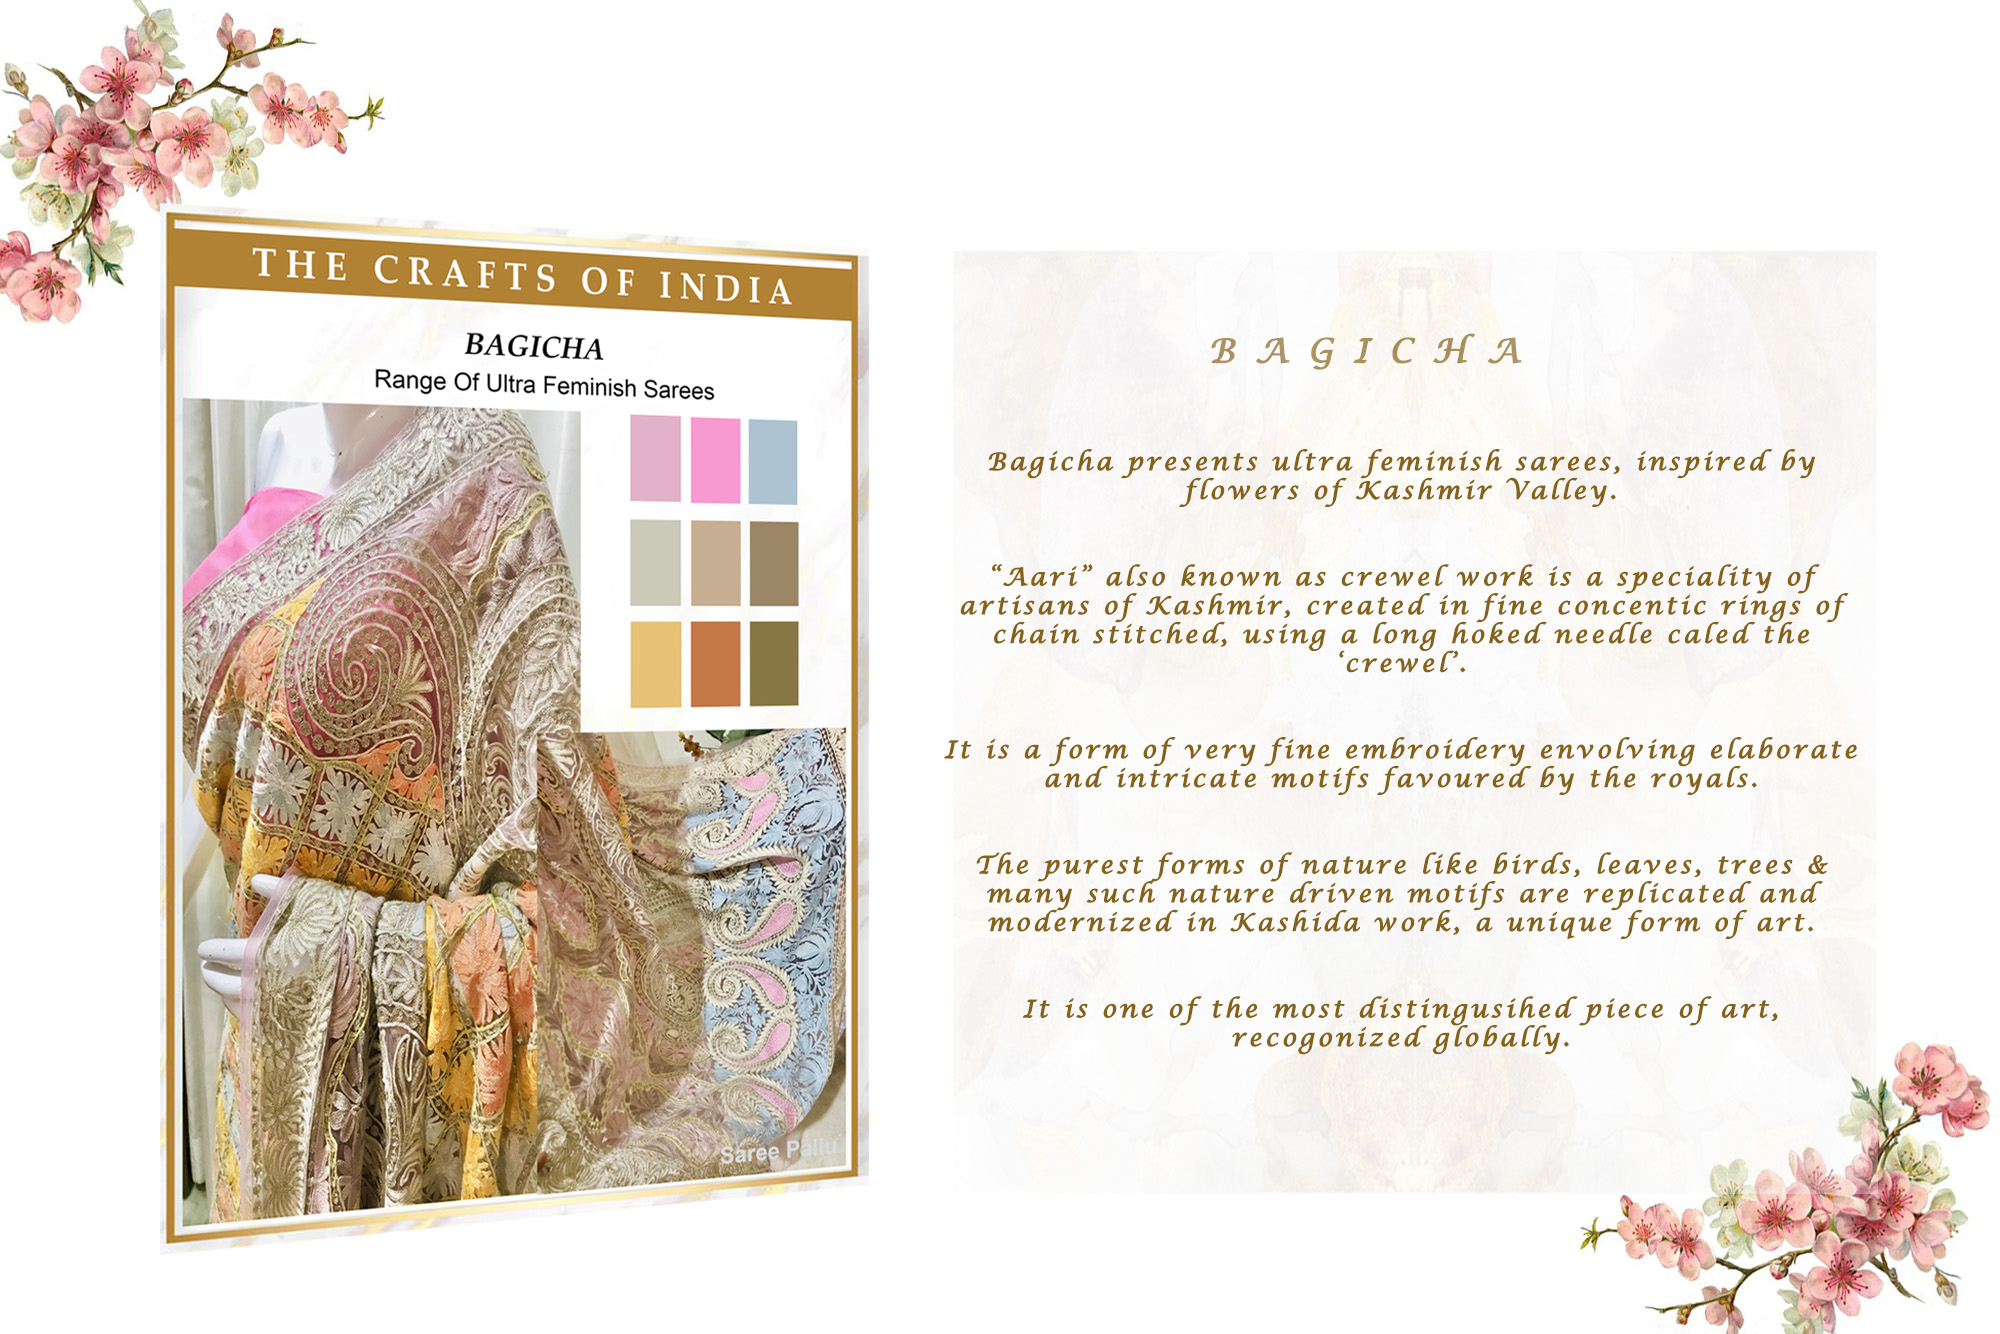 THE CRAFTS OF INDIA
BAGICHA
Range Of Ultra Feminish Sarees
Saree Pallu
BAGICHA
Bagicha presents ultra feminish sarees, inspired by
flowers of Kashmir Valley.
“Aari” also known as crewel work is a speciality of
artisans of Kashmir, created in fine concentic rings of
chain stitched, using a long hoked needle caled the
‘crewel’.
It is a form of very fine embroidery envolving elaborate
and intricate motifs favoured by the royals.
The purest forms of nature like birds, leaves, trees &
many such nature driven motifs are replicated and
modernized in Kashida work, a unique form of art.
It is one of the most distingusihed piece of art,
recogonized globally.